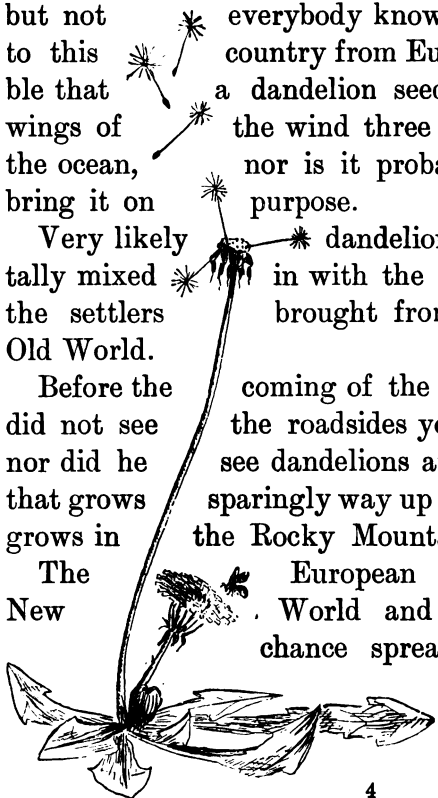 but not everybody know
to this country from Eu
ble that a dandelion seed
wings of the wind three
the ocean, nor is it proba
bring it on purpose.
Very likely dandelion
tally mixed in with the
the settlers brought from
Old World.
Before the coming of the
did not see the roadsides ye
nor did he see dandelions a
that grows sparingly way up
grows in the Rocky Mount
The European
New World and
chance sprea
4